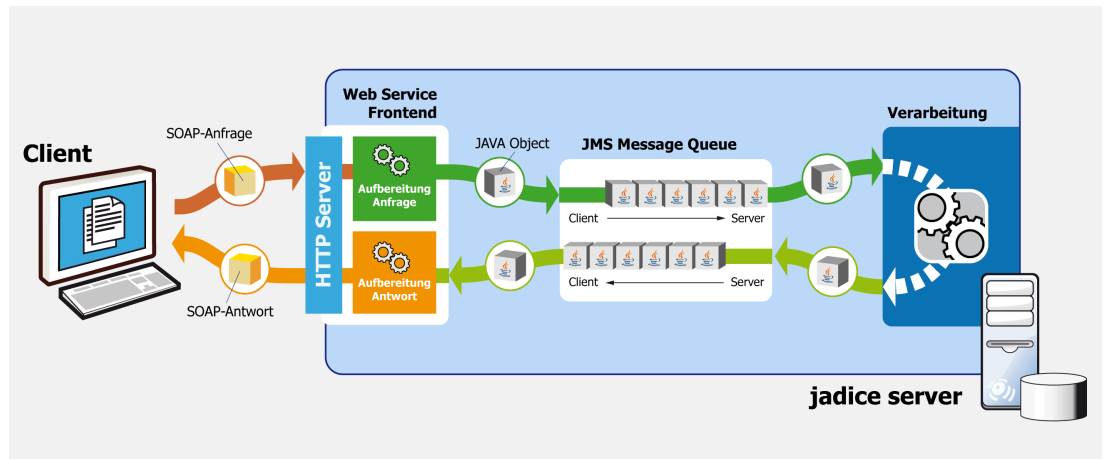 Web Service
Frontend
Verarbeitung
SOAP-Anfrage
JAVA Object
JMS Message Queue
Client
HTTP Server
Aufbereitung
Anfrage
Client
Server
Aufbereitung
Antwort
Client
Server
SOAP-Antwort
jadice server